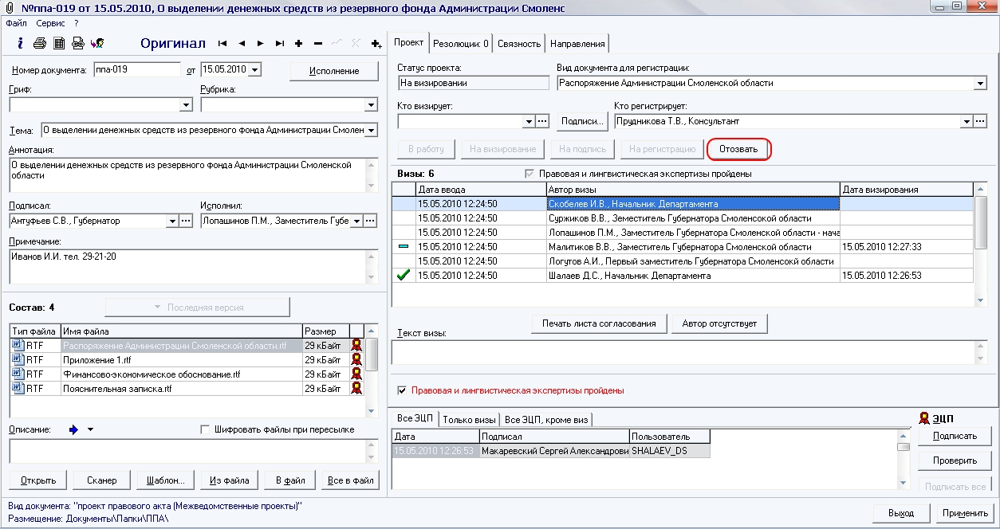 №ппа-019 от 15.05.2010, О выделении денежных средств из резервного фонда Администрации Смоленс
Файл Сервис ?
Оригинал
Номер документа: ппа-019 от 15.05.2010 Исполнение
Гриф: Рубрика:
Тема: О выделении денежных средств из резервного фонда Администрации Смолен
Аннотация:
О выделении денежных средств из резервного фонда Администрации Смоленской
области
Подписал: Исполнил:
Антуфьев С.В., Губернатор Лопашинов П.М., Заместитель Губе
Примечание:
Иванов И.И. тел. 29-21-20
Состав: 4 Последняя версия
Тип файла Имя файла Размер
RTF Распоряжение Администрации Смоленской области.rtf 29 кБайт
RTF Приложение 1.rtf 29 кБайт
RTF Финансово-экономическое обоснование.rtf 29 кБайт
RTF Пояснительная записка.rtf 29 кБайт
Описание: Шифровать файлы при пересылке
Открыть Сканер Шаблон... Из файла В файл Все в файл
Проект Резолюции: 0 Связность Направления
Статус проекта: Вид документа для регистрации:
На визировании Распоряжение Администрации Смоленской области
Кто визирует: Кто регистрирует:
Подписи... Прудникова Т.В., Консультант
В работу На визирование На подпись На регистрацию Отозвать
Визы: 6 Правовая и лингвистическая экспертизы пройдены
Дата ввода Автор визы Дата визирования
15.05.2010 12:24:50 Скобелев И.В., Начальник Департамента
15.05.2010 12:24:50 Суржиков В.В.,Земеститель Губернатора Смоленсокой области
15.05.2010 12:24:50 Лопашинов П.М., Заместитель Губернатора Смоленской области - нача
15.05.2010 12:24:50 Малитиков В.В., Заместитель Губернатора Смоленской области 15.05.2010 12:27:33
15.05.2010 12:24:50 Логутов А.И., Первый заместитель Губернатора Смоленсокй области
15.05.2010 12:24:50 Шалаев Д.С., Начальник Департамента 15.05.2010 12:26:53
Печать листа согласования Автор отсутствует
Текст визы:
Правовая и лингвистическая экспертизы пройдены
Все ЭЦП Только визы Все ЭЦП, кроме виз
Дата Подписал Пользователь
15.05.2010 12:26:53 Макаревский Сергей Александрови SHALAEV_DS
ЭЦП
Подписать
Проверить
Подписать все
Вид документа: "проект правового акта (Межведомственные проекты)"
Размещение: Документы\Папки\ППА\
Выход Применить